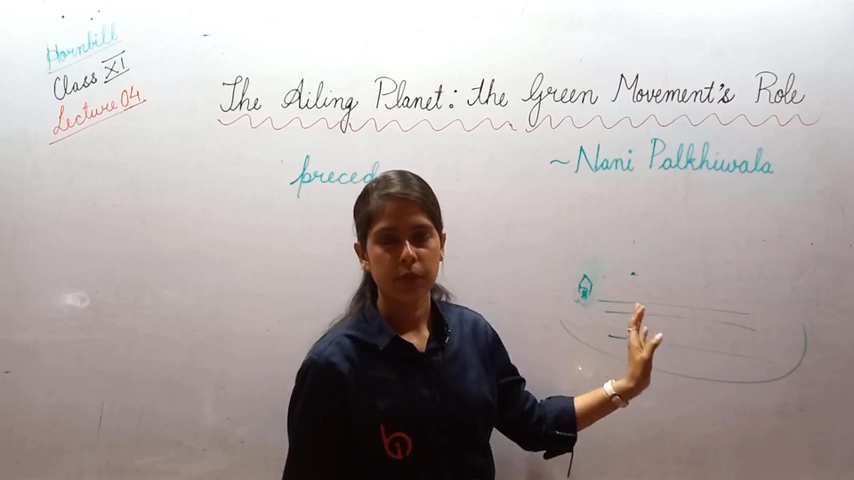 Hornbill
Class XI
Lecture 04
The Ailing Planet: the Green Movement's Role
~Nani Palkhiwala